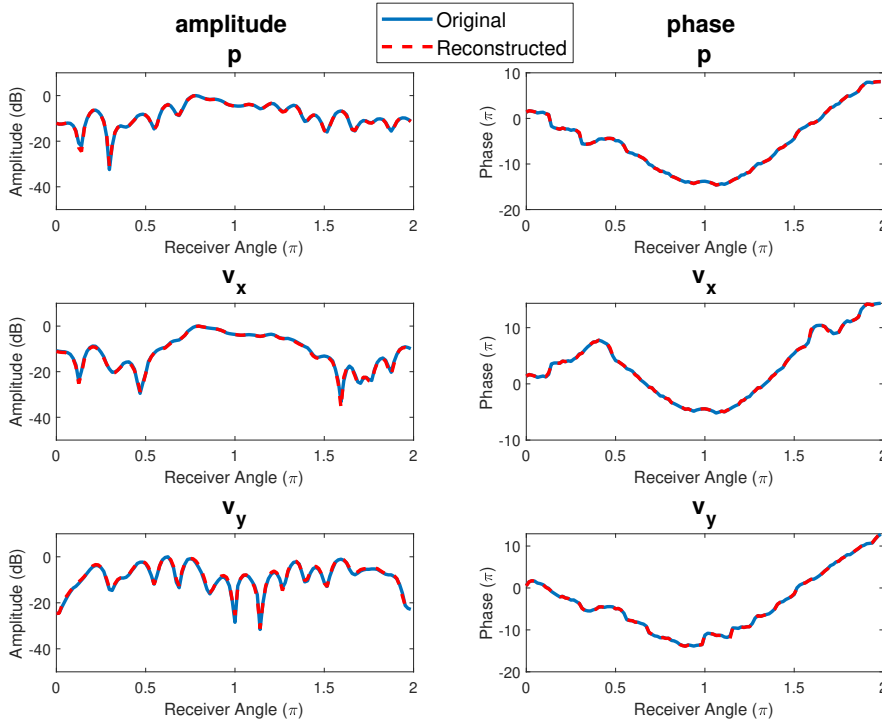 amplitude
Original
Reconstructed
phase
p
p
Amplitude (dB)
0
-20
-40
0 0.5 1 1.5 2
Receiver Angle (π)
Phase (π)
10
0
-10
-20
0 0.5 1 1.5 2
Receiver Angle (π)
v_x
v_x
Amplitude (dB)
0
-20
-40
0 0.5 1 1.5 2
Receiver Angle (π)
Phase (π)
10
0
-10
0 0.5 1 1.5 2
Receiver Angle (π)
v_y
v_y
Amplitude (dB)
0
-20
-40
0 0.5 1 1.5 2
Receiver Angle (π)
Phase (π)
10
0
-10
-20
0 0.5 1 1.5 2
Receiver Angle (π)